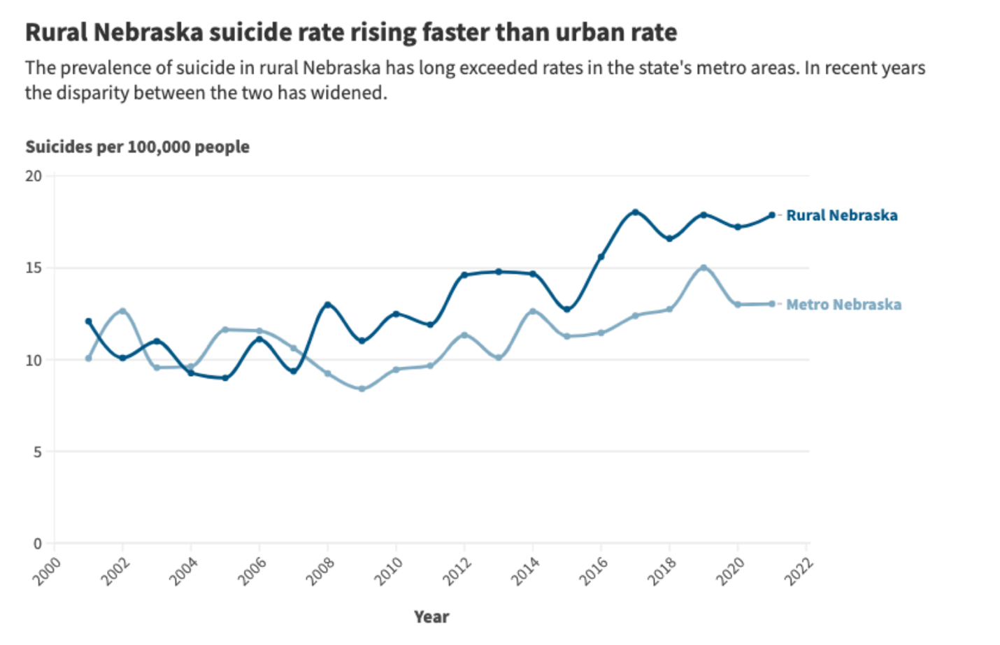 Rural Nebraska suicide rate rising faster than urban rate
The prevalence of suicide in rural Nebraska has long exceeded rates in the state's metro areas. In recent years
the disparity between the two has widened.
Suicides per 100,000 people
20
15
10
5
0
Rural Nebraska
Metro Nebraska
2000
2002
2004
2006
2008
2010
2012
2014
2016
2018
2020
2022
Year